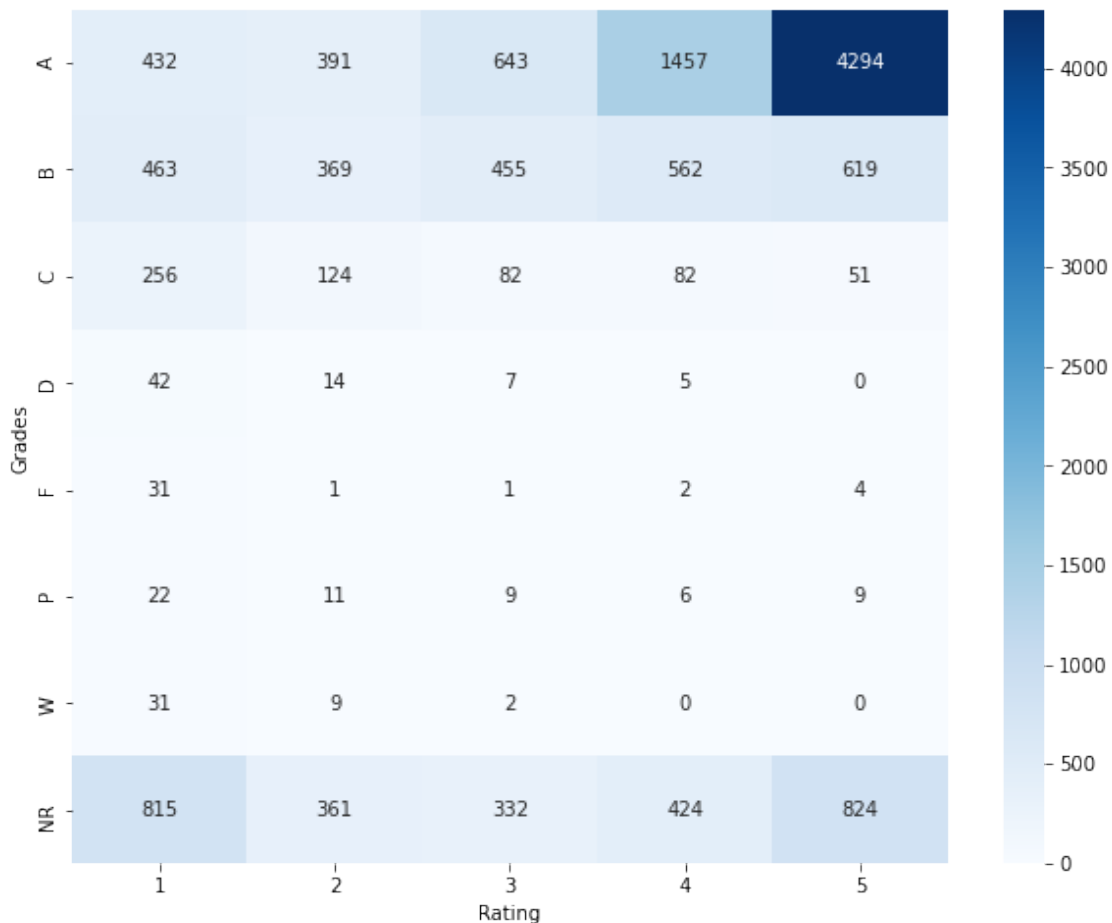 A 432 391 643 1457 4294
B 463 369 455 562 619
C 256 124 82 82 51
D 42 14 7 5 0
F 31 1 1 2 4
P 22 11 9 6 9
W 31 9 2 0 0
NR 815 361 332 424 824
1 2 3 4 5
Rating
Grades
4000
3500
3000
2500
2000
1500
1000
500
0